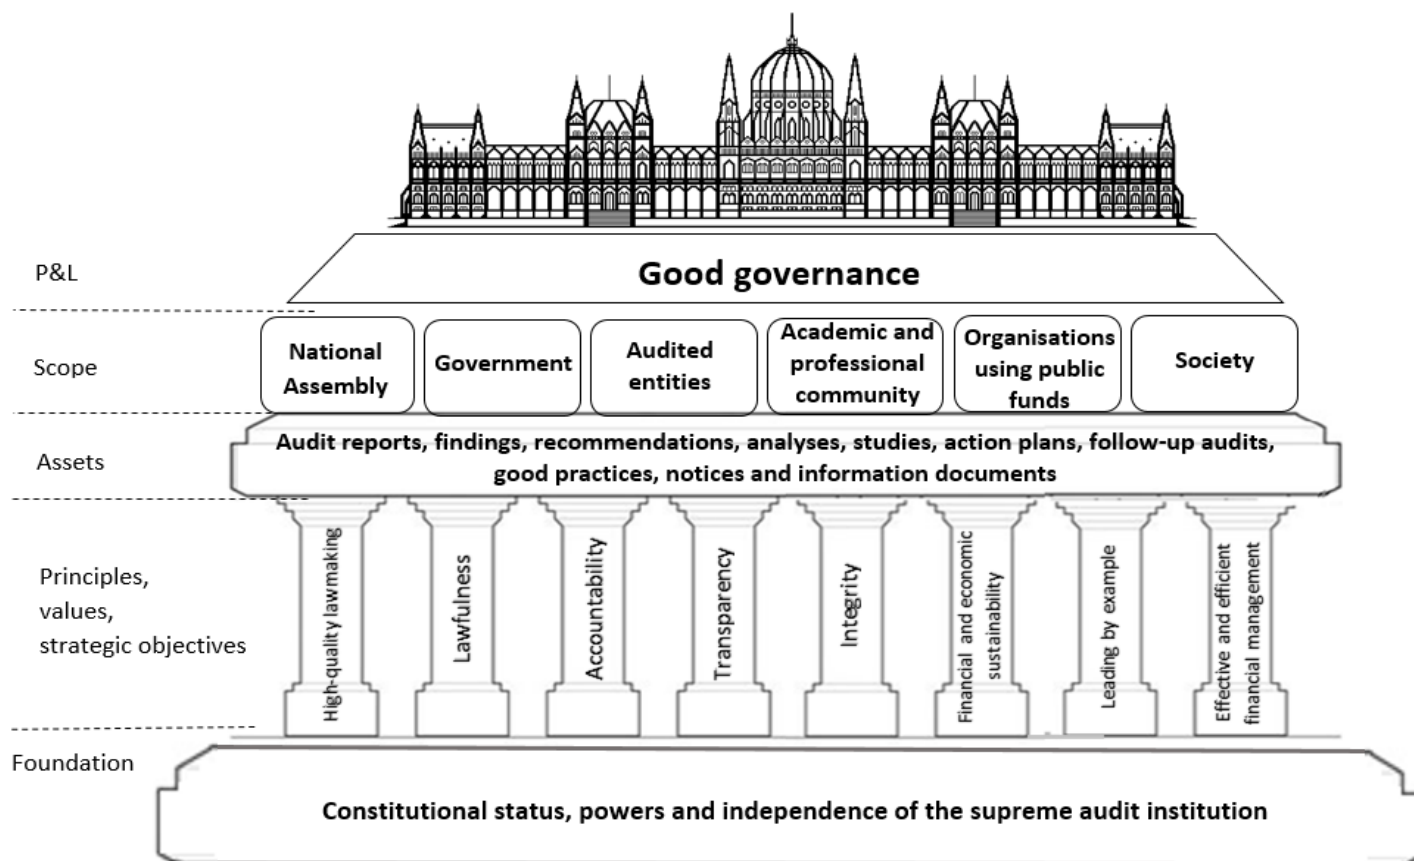 P&L
Good governance
Scope
National
Assembly
Government
Audited
entities
Academic and
professional
community
Organisations
using public
funds
Society
Assets
Audit reports, findings, recommendations, analyses, studies, action plans, follow-up audits,
good practices, notices and information documents
Principles,
values,
strategic objectives
High-quality lawmaking
Lawfulness
Accountability
Transparency
Integrity
Financial and economic
sustainability
Leading by example
Effective and efficient
financial management
Foundation
Constitutional status, powers and independence of the supreme audit institution